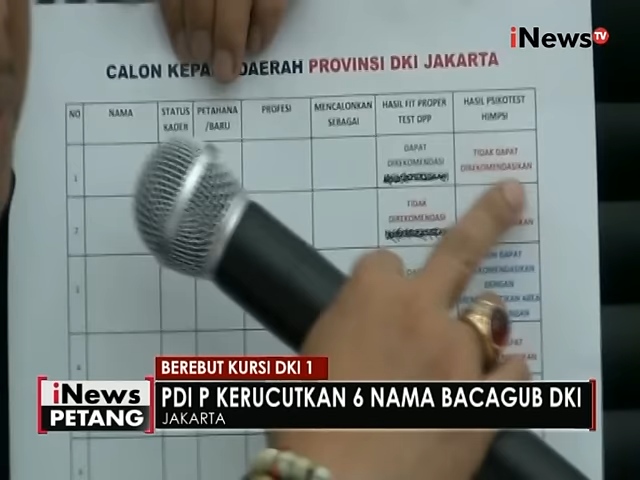 iNews TV
CALON KEPA DAERAH PROVINSI DKI JAKARTA
NO NAMA STATUS KADER PETAHANA /BARU PROFESI MENCALONKAN SEBAGAI HASIL FIT PROPER TEST DPP HASIL PSIKOTEST HIMPSI
1 DAPAT DIREKOMENDASI TIDAK DAPAT DIREKOMENDASIKAN
2 TIDAK DIREKOMENDASI
3 DAPAT
DENGAN
4
BEREBUT KURSI DKI 1
iNews PETANG
PDI P KERUCUTKAN 6 NAMA BACAGUB DKI
JAKARTA